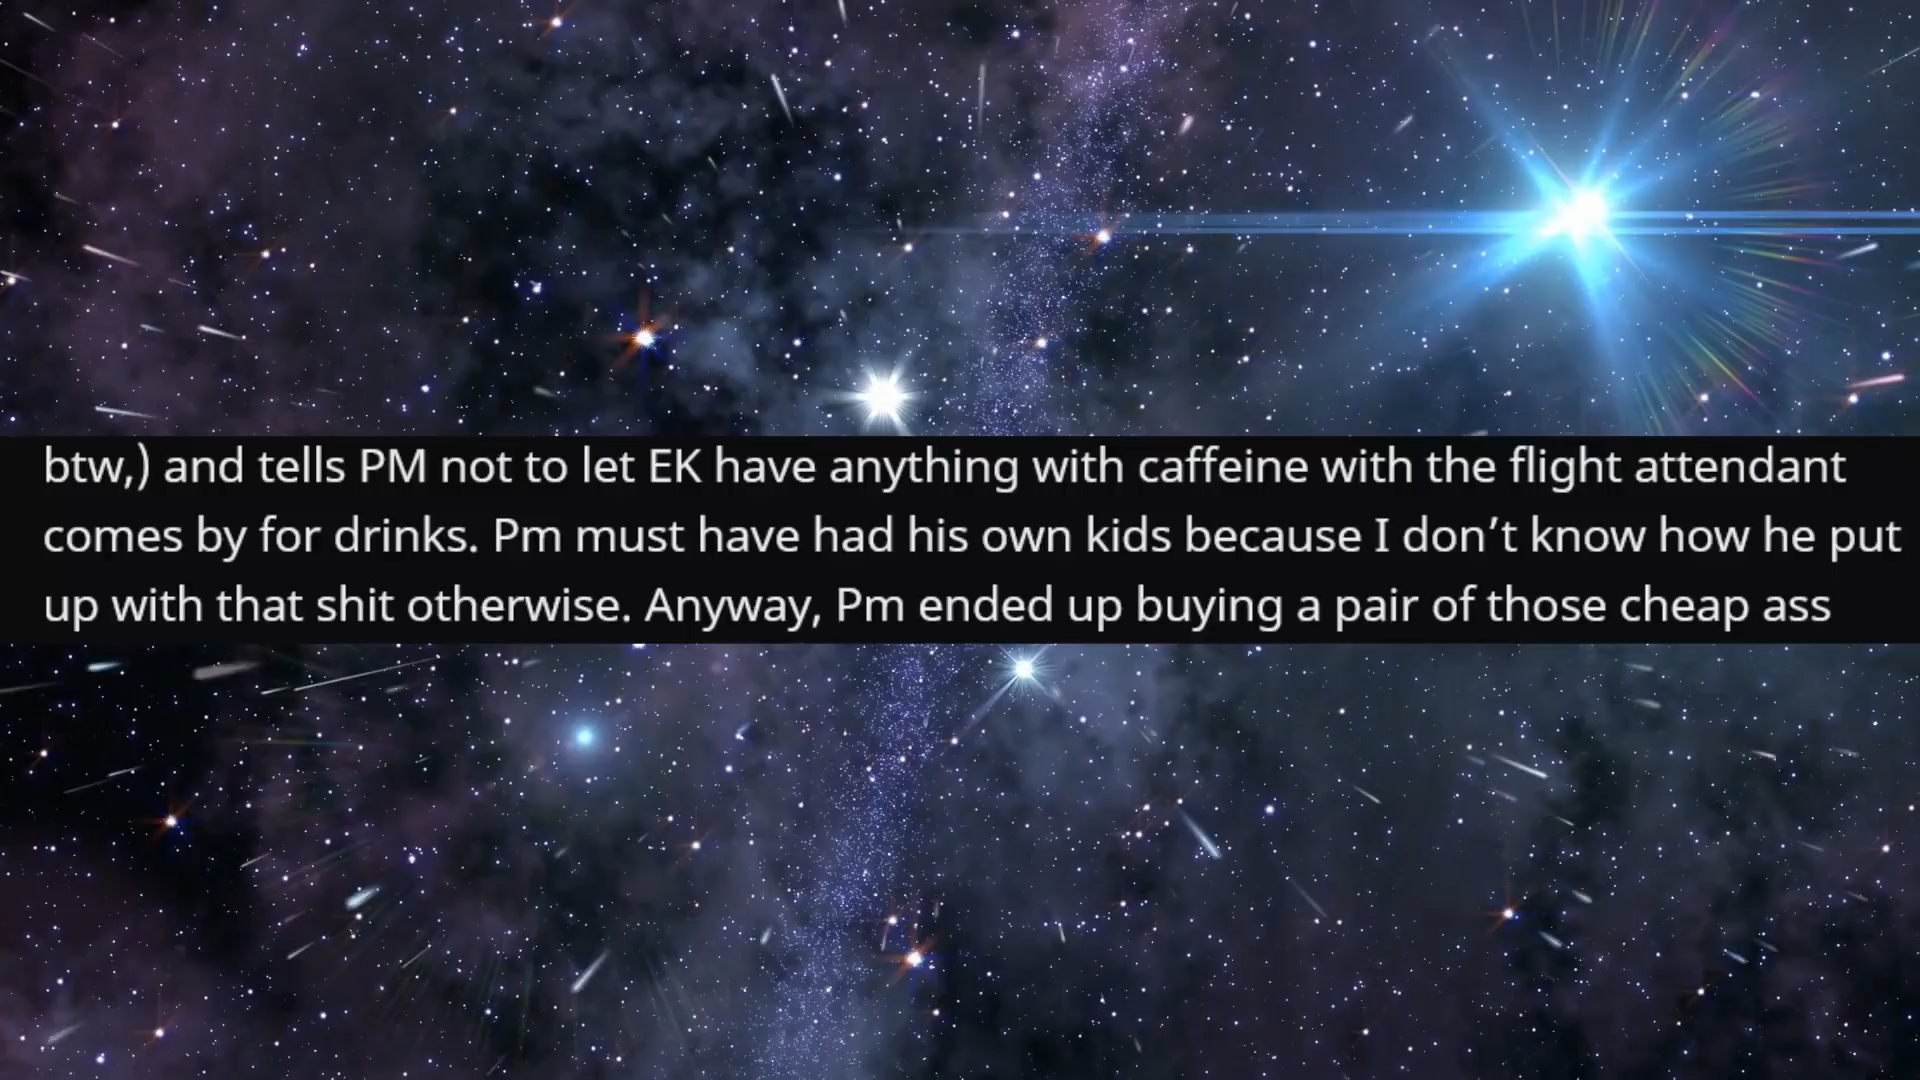 btw,) and tells PM not to let EK have anything with caffeine with the flight attendant
comes by for drinks. Pm must have had his own kids because I don’t know how he put
up with that shit otherwise. Anyway, Pm ended up buying a pair of those cheap ass